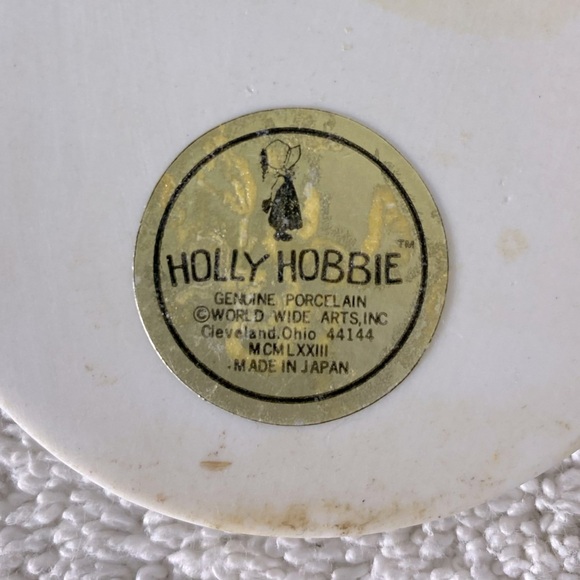 HOLLY HOBBIE™
GENUINE PORCELAIN
©WORLD WIDE ARTS,INC
Cleveland.Ohio 44144
MCMLXXIII
MADE IN JAPAN